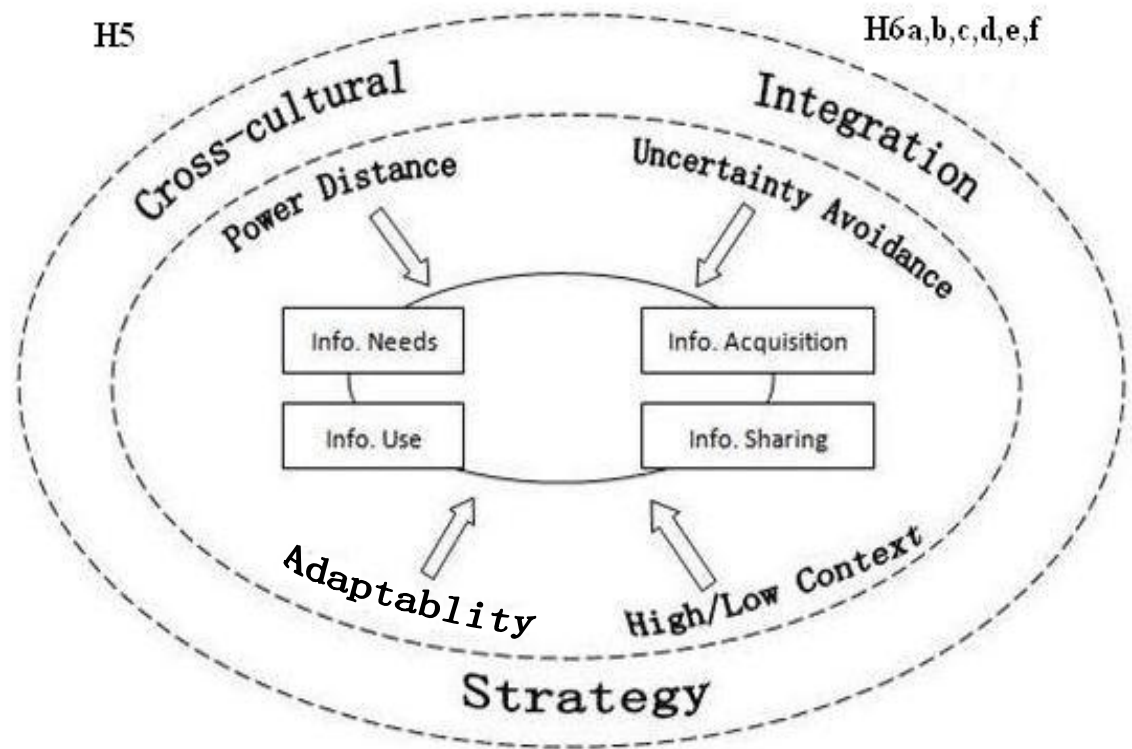 H5
H6a,b,c,d,e,f
Cross-cultural
Integration
Power Distance
Uncertainty Avoidance
Info. Needs
Info. Acquisition
Info. Use
Info. Sharing
Adaptablity
High/Low Context
Strategy